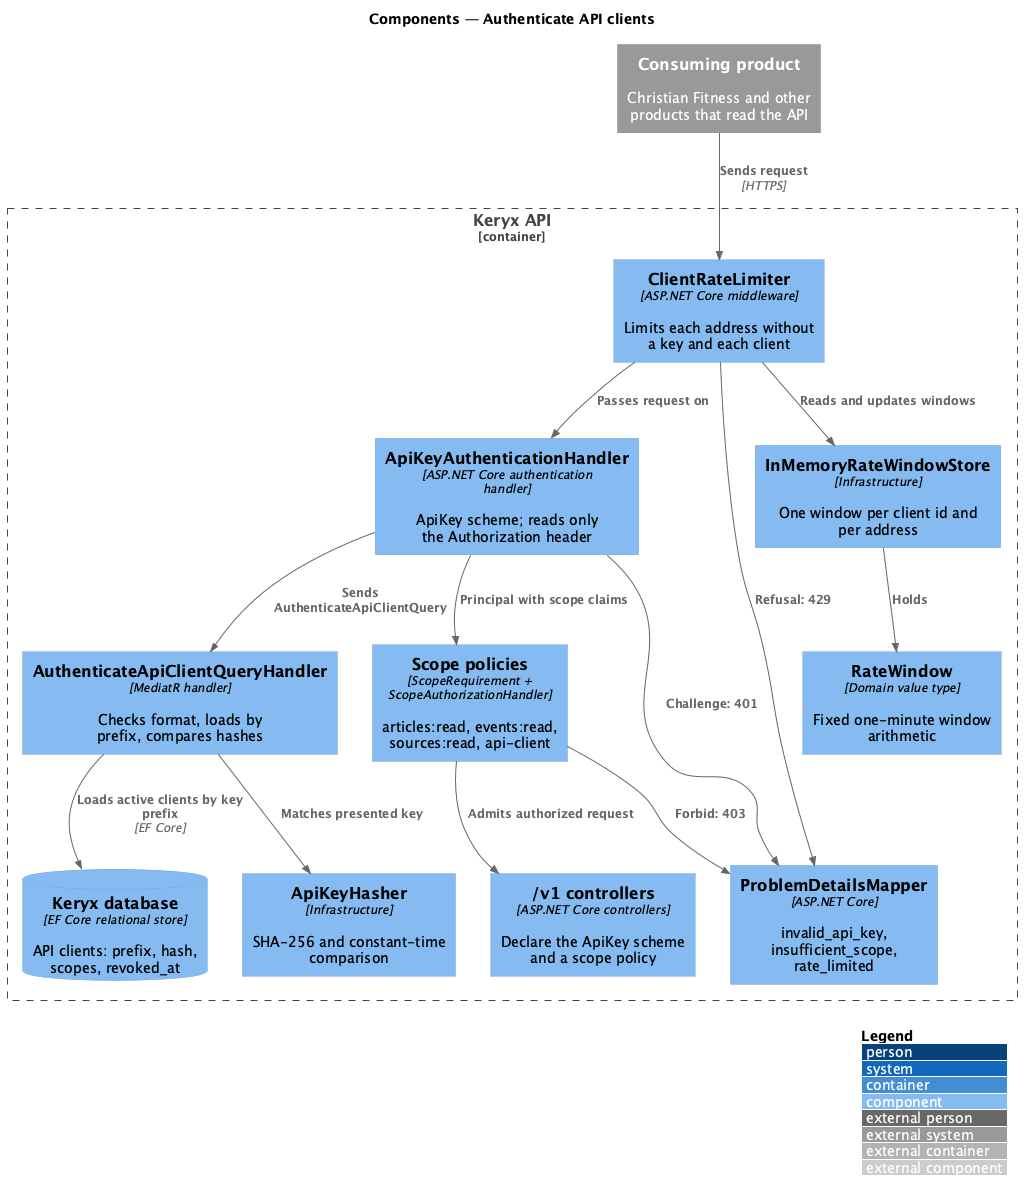 Components — Authenticate API clients
Consuming product
Christian Fitness and other
products that read the API
Sends request
[HTTPS]
Keryx API
[container]
ClientRateLimiter
[ASP.NET Core middleware]
Limits each address without
a key and each client
Passes request on
Reads and updates windows
ApiKeyAuthenticationHandler
[ASP.NET Core authentication
handler]
ApiKey scheme; reads only
the Authorization header
InMemoryRateWindowStore
[Infrastructure]
One window per client id and
per address
Sends
AuthenticateApiClientQuery
Principal with scope claims
Refusal: 429
Holds
AuthenticateApiClientQueryHandler
[MediatR handler]
Checks format, loads by
prefix, compares hashes
Scope policies
[ScopeRequirement +
ScopeAuthorizationHandler]
articles:read, events:read,
sources:read, api-client
Challenge: 401
RateWindow
[Domain value type]
Fixed one-minute window
arithmetic
Loads active clients by key
prefix
[EF Core]
Matches presented key
Admits authorized request
Forbid: 403
Keryx database
[EF Core relational store]
API clients: prefix, hash,
scopes, revoked_at
ApiKeyHasher
[Infrastructure]
SHA-256 and constant-time
comparison
/v1 controllers
[ASP.NET Core controllers]
Declare the ApiKey scheme
and a scope policy
ProblemDetailsMapper
[ASP.NET Core]
invalid_api_key,
insufficient_scope,
rate_limited
Legend
person
system
container
component
external person
external system
external container
external component